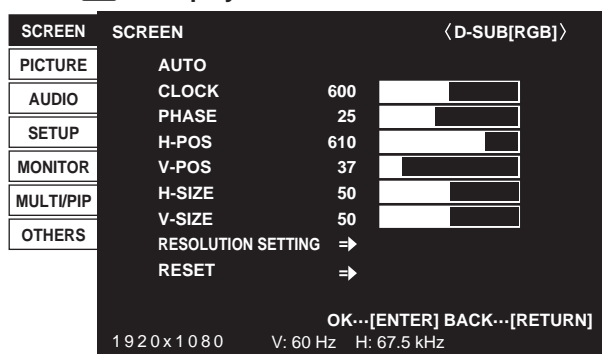 SCREEN
PICTURE
AUDIO
SETUP
MONITOR
MULTI/PIP
OTHERS
SCREEN 〈D-SUB[RGB]〉
AUTO
CLOCK 600
PHASE 25
H-POS 610
V-POS 37
H-SIZE 50
V-SIZE 50
RESOLUTION SETTING ⇒
RESET ⇒
OK···[ENTER] BACK···[RETURN]
1920x1080 V: 60 Hz H: 67.5 kHz